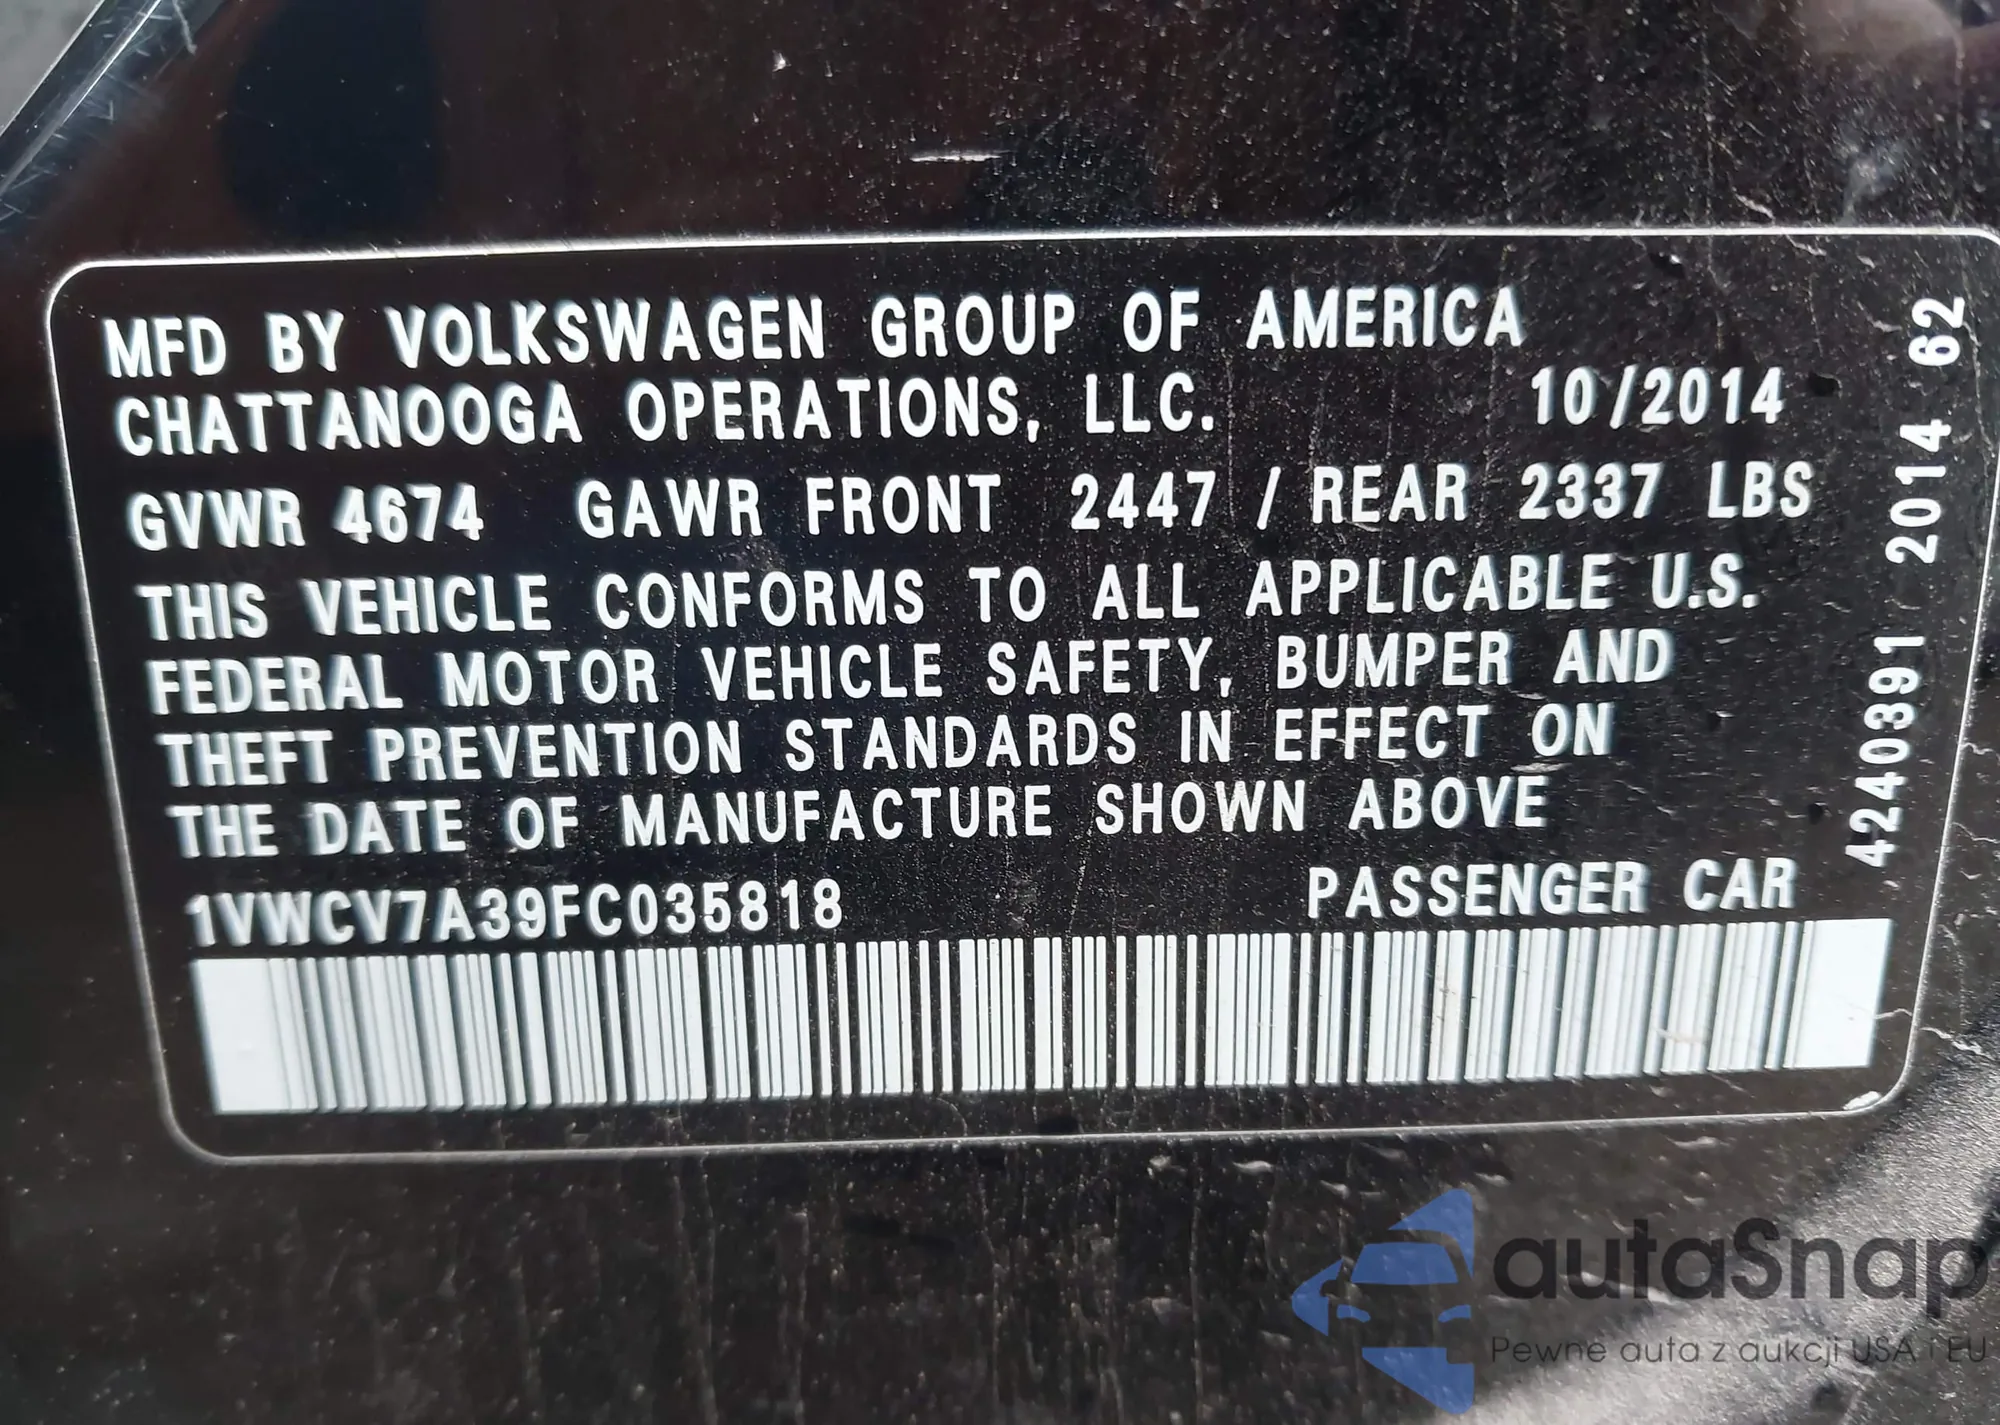 MFD BY VOLKSWAGEN GROUP OF AMERICA
CHATTANOOGA OPERATIONS, LLC. 10/2014
GVWR 4674 GAWR FRONT 2447 / REAR 2337 LBS
THIS VEHICLE CONFORMS TO ALL APPLICABLE U.S.
FEDERAL MOTOR VEHICLE SAFETY, BUMPER AND
THEFT PREVENTION STANDARDS IN EFFECT ON
THE DATE OF MANUFACTURE SHOWN ABOVE
1VWCV7A39FC035818 PASSENGER CAR
4240391 2014 62
autaSnap
Pewne auta z aukcji USA i EU